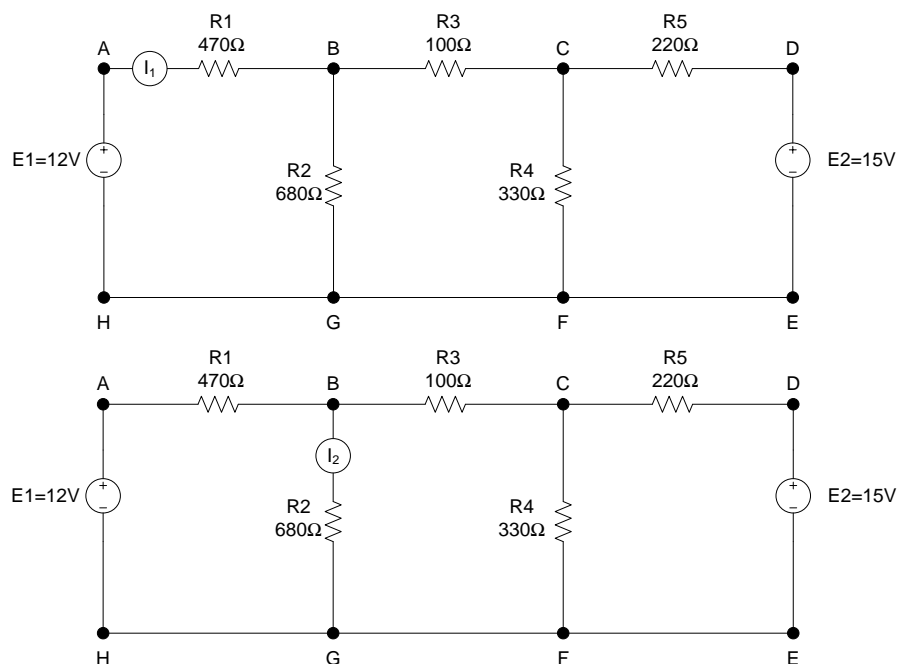 R1 R3 R5
A 470Ω B 100Ω C 220Ω D
I₁
E1=12V + − R2 680Ω R4 330Ω + − E2=15V
H G F E
R1 R3 R5
A 470Ω B 100Ω C 220Ω D
I₂
E1=12V + − R2 680Ω R4 330Ω + − E2=15V
H G F E